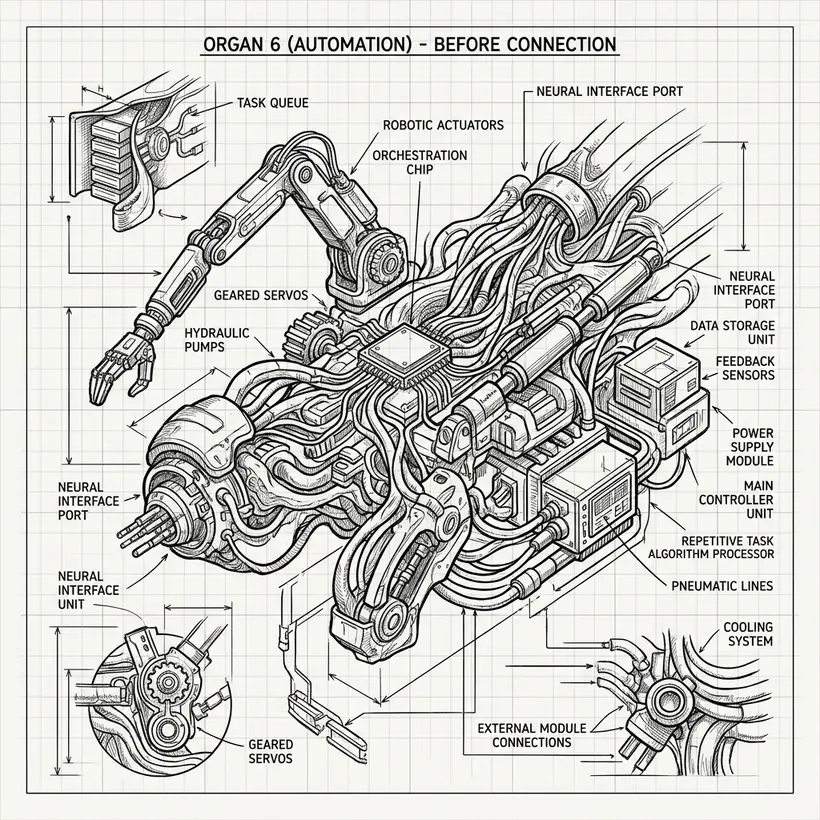 ORGAN 6 (AUTOMATION) - BEFORE CONNECTION
NEURAL INTERFACE PORT
TASK QUEUE
ROBOTIC ACTUATORS
ORCHESTRATION
CHIP
NEURAL
INTERFACE
PORT
GEARED SERVOS
DATA STORAGE
UNIT
HYDRAULIC
PUMPS
FEEDBACK
SENSORS
POWER
SUPPLY
MODULE
NEURAL
INTERFACE
PORT
MAIN
CONTROLLER
UNIT
REPETITIVE TASK
ALGORITHM PROCESSOR
NEURAL
INTERFACE
UNIT
PNEUMATIC LINES
COOLING
SYSTEM
EXTERNAL MODULE
CONNECTIONS
GEARED
SERVOS